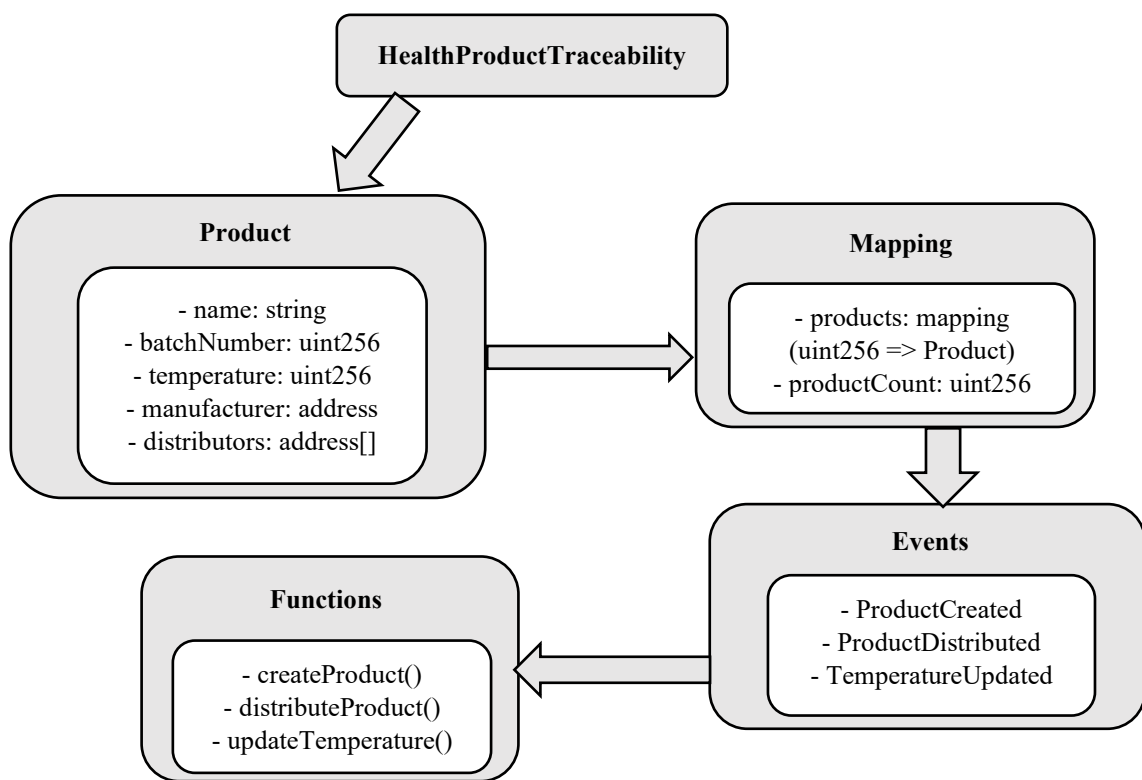 HealthProductTraceability
Product
- name: string
- batchNumber: uint256
- temperature: uint256
- manufacturer: address
- distributors: address[]
Mapping
- products: mapping
(uint256 => Product)
- productCount: uint256
Events
- ProductCreated
- ProductDistributed
- TemperatureUpdated
Functions
- createProduct()
- distributeProduct()
- updateTemperature()